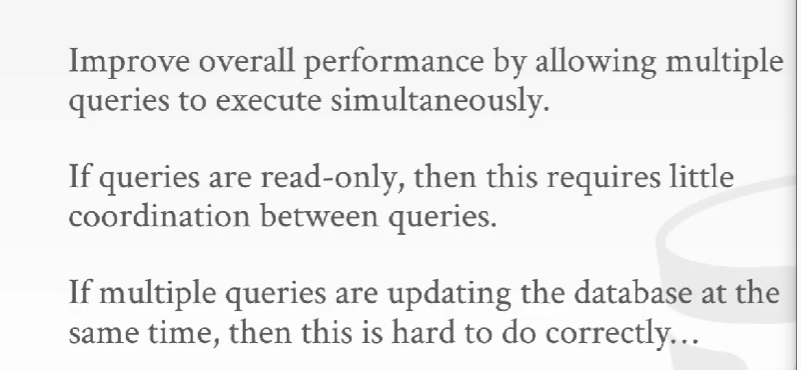 Improve overall performance by allowing multiple
queries to execute simultaneously.
If queries are read-only, then this requires little
coordination between queries.
If multiple queries are updating the database at the
same time, then this is hard to do correctly…